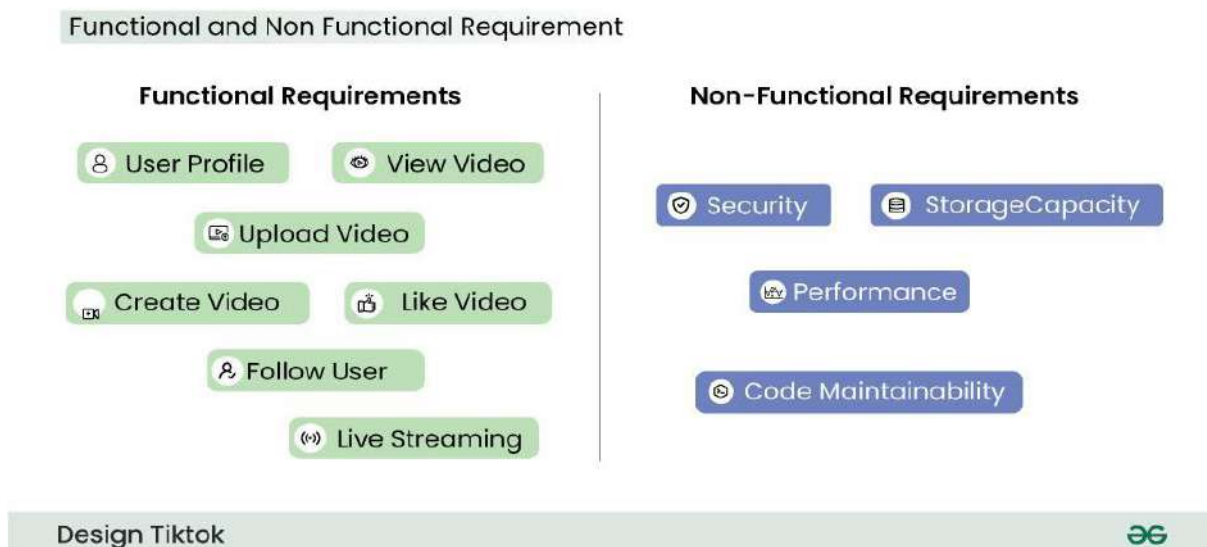 Functional and Non Functional Requirement
Functional Requirements
User Profile
View Video
Upload Video
Create Video
Like Video
Follow User
Live Streaming
Non-Functional Requirements
Security
StorageCapacity
Performance
Code Maintainability
Design Tiktok